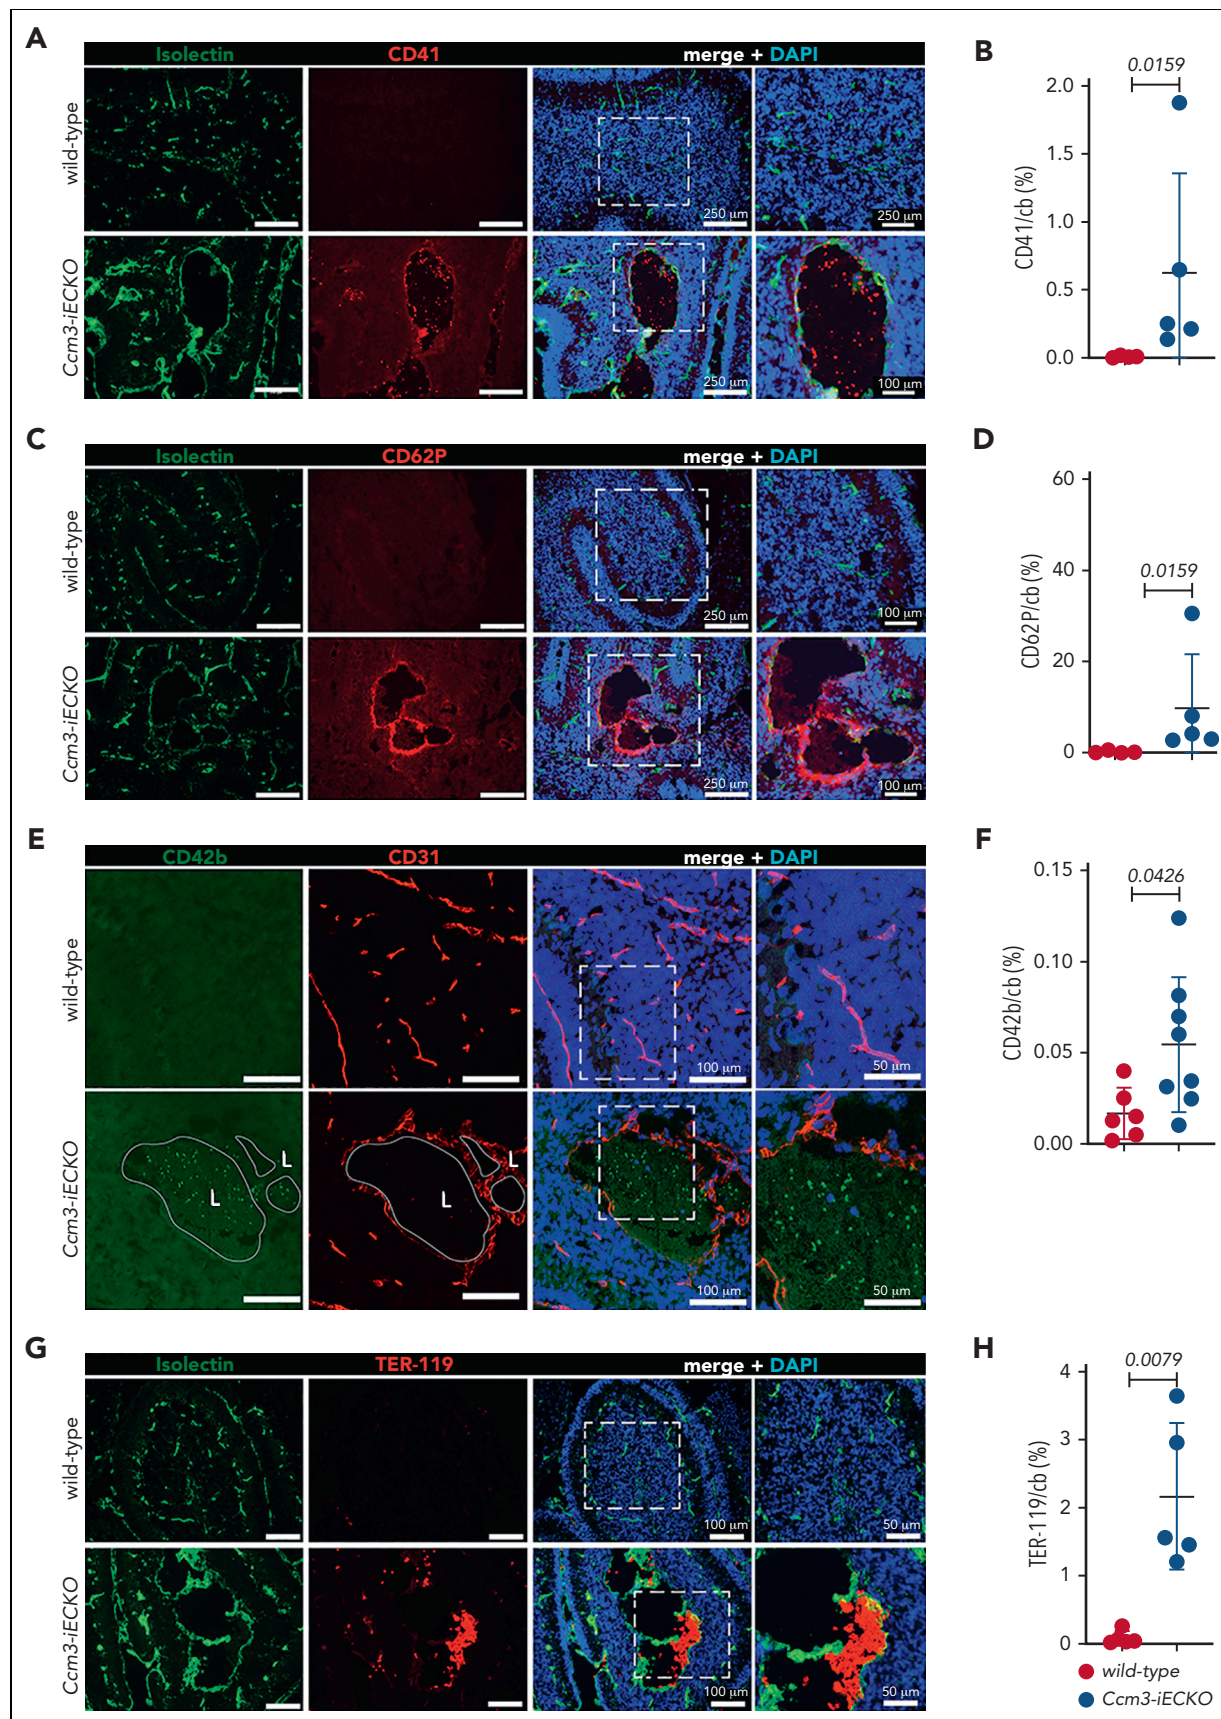 A
Isolectin CD41 merge + DAPI
wild-type
250 µm 250 µm
Ccm3-iECKO
250 µm 100 µm
B
0.0159
CD41/cb (%)
2.0
1.5
1.0
0.5
0.0
C
Isolectin CD62P merge + DAPI
wild-type
250 µm 100 µm
Ccm3-iECKO
250 µm 100 µm
D
0.0159
CD62P/cb (%)
60
40
20
0
E
CD42b CD31 merge + DAPI
wild-type
100 µm 50 µm
Ccm3-iECKO
L L L L
100 µm 50 µm
F
0.0426
CD42b/cb (%)
0.15
0.10
0.05
0.00
G
Isolectin TER-119 merge + DAPI
wild-type
100 µm 50 µm
Ccm3-iECKO
100 µm 50 µm
H
0.0079
TER-119/cb (%)
4
3
2
1
0
wild-type
Ccm3-iECKO